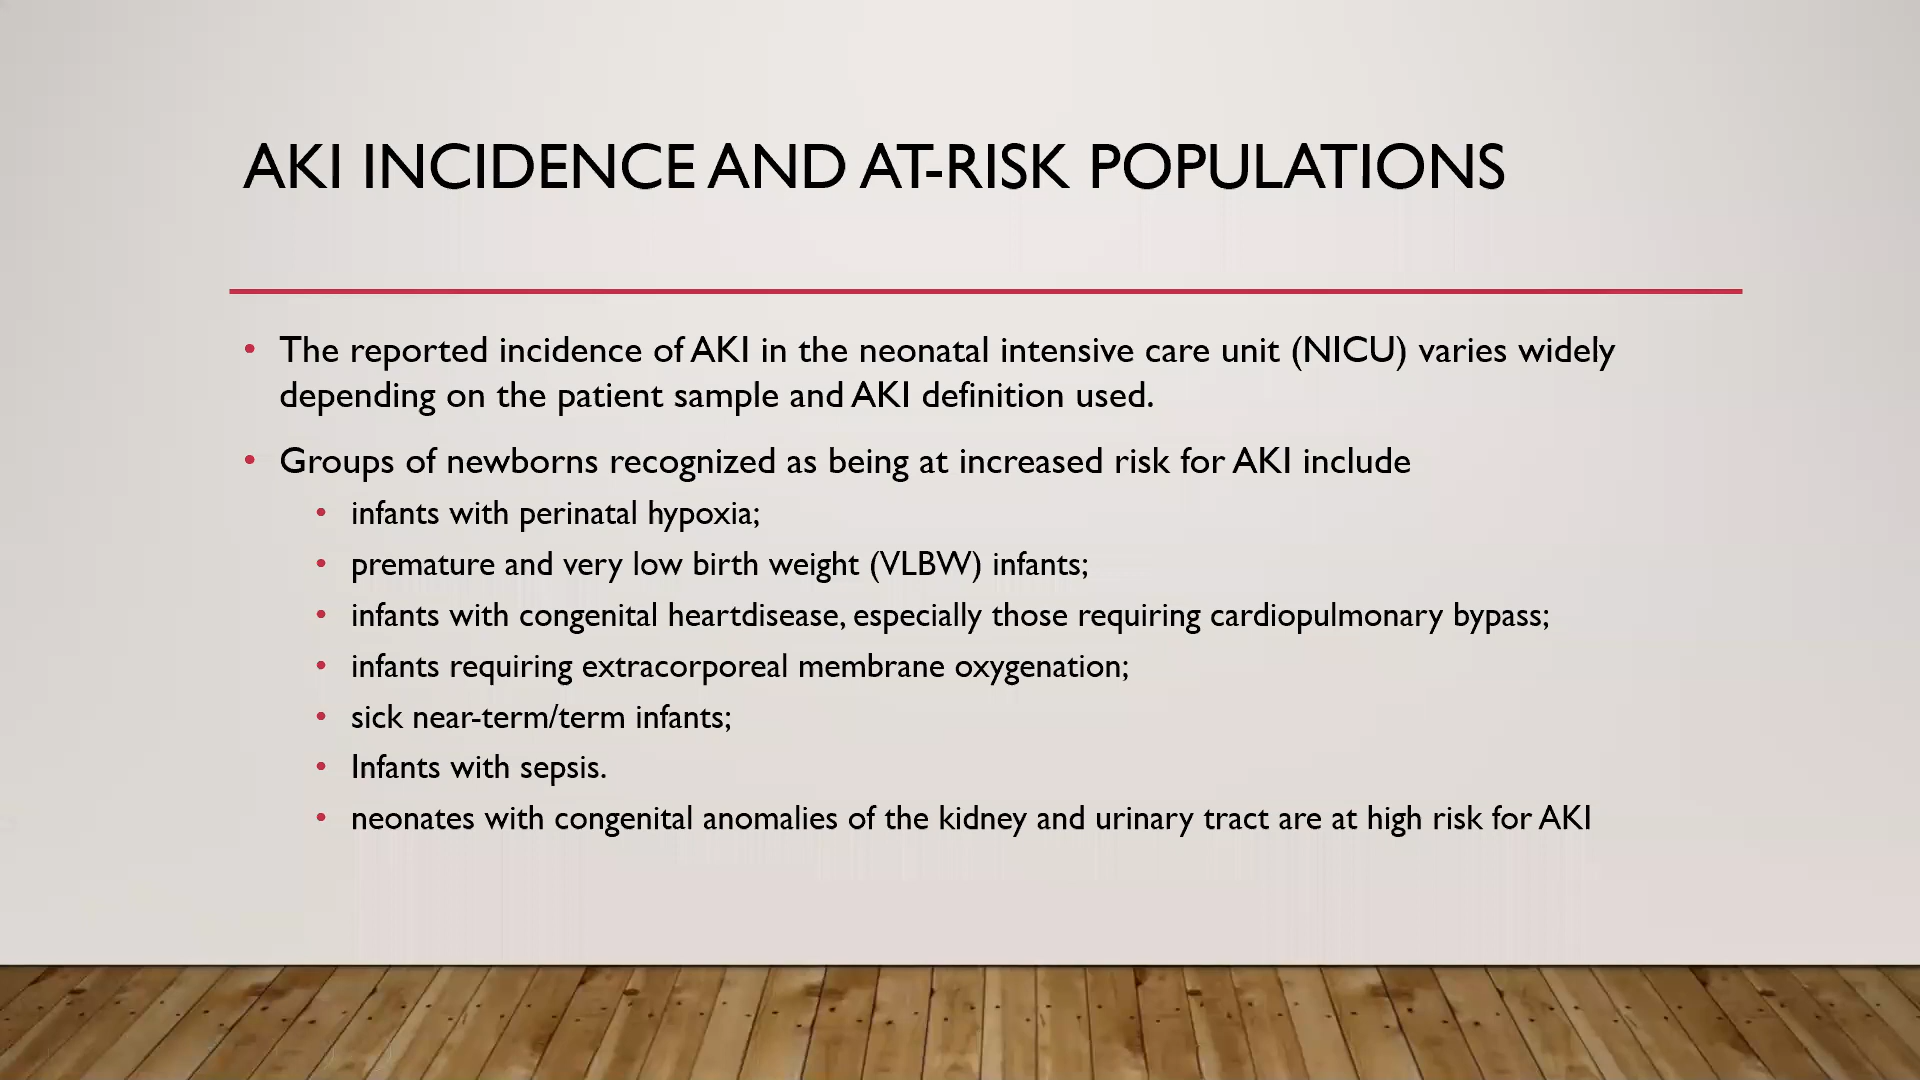 AKI INCIDENCE AND AT-RISK POPULATIONS
• The reported incidence of AKI in the neonatal intensive care unit (NICU) varies widely
depending on the patient sample and AKI definition used.
• Groups of newborns recognized as being at increased risk for AKI include
• infants with perinatal hypoxia;
• premature and very low birth weight (VLBW) infants;
• infants with congenital heartdisease, especially those requiring cardiopulmonary bypass;
• infants requiring extracorporeal membrane oxygenation;
• sick near-term/term infants;
• Infants with sepsis.
• neonates with congenital anomalies of the kidney and urinary tract are at high risk for AKI